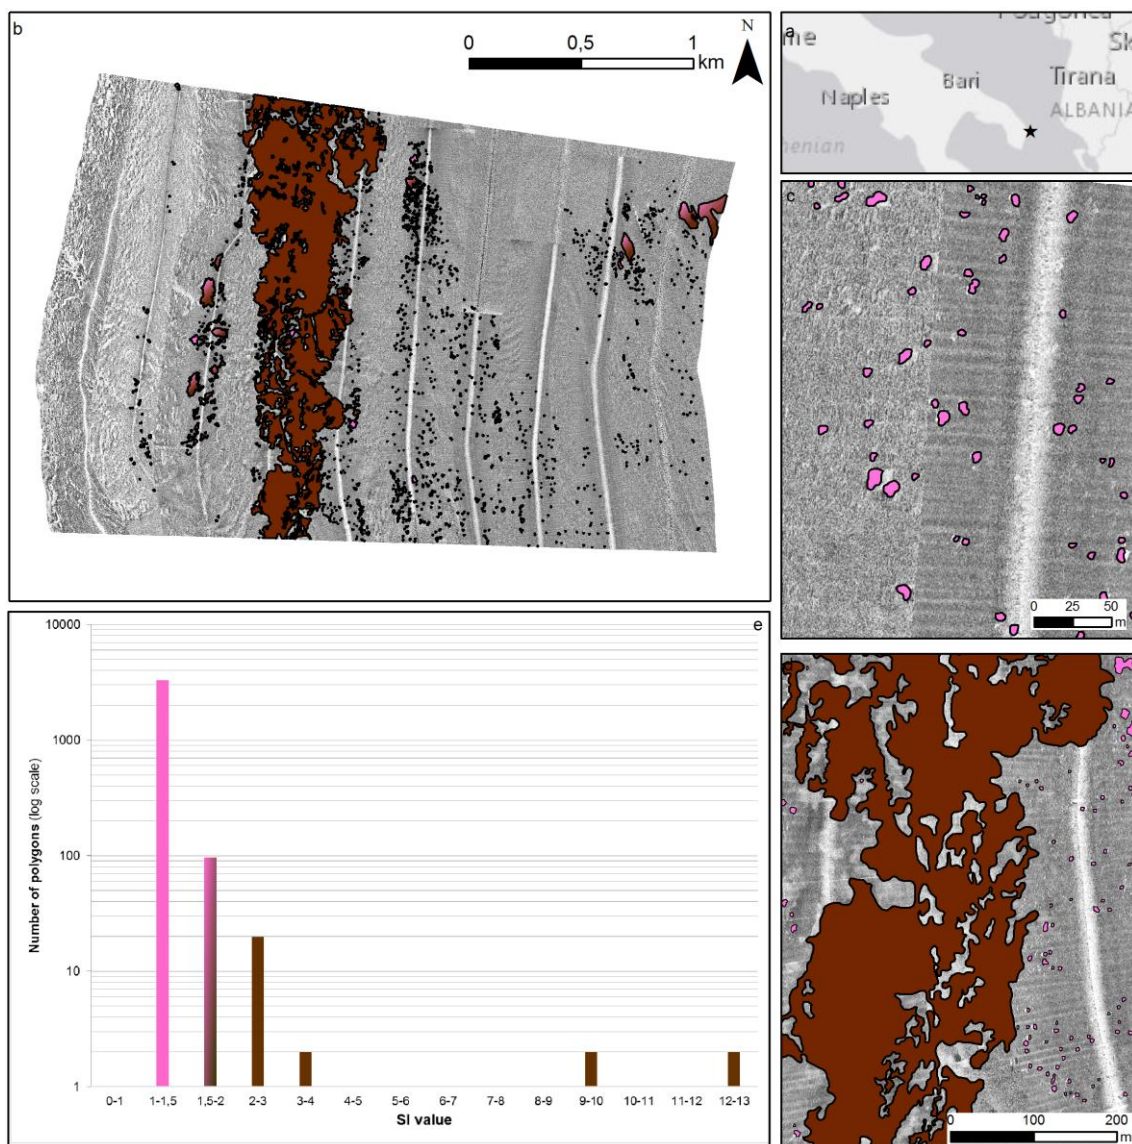 b
N
0 0,5 1
km
a
me
Naples
Bari
Tirana
ALBANIA
Sk
nenian
c
0 25 50
m
e
Number of polygons (log scale)
10000
1000
100
10
1
0-1 1-1,5 1,5-2 2-3 3-4 4-5 5-6 6-7 7-8 8-9 9-10 10-11 11-12 12-13
SI value
0 100 200
m